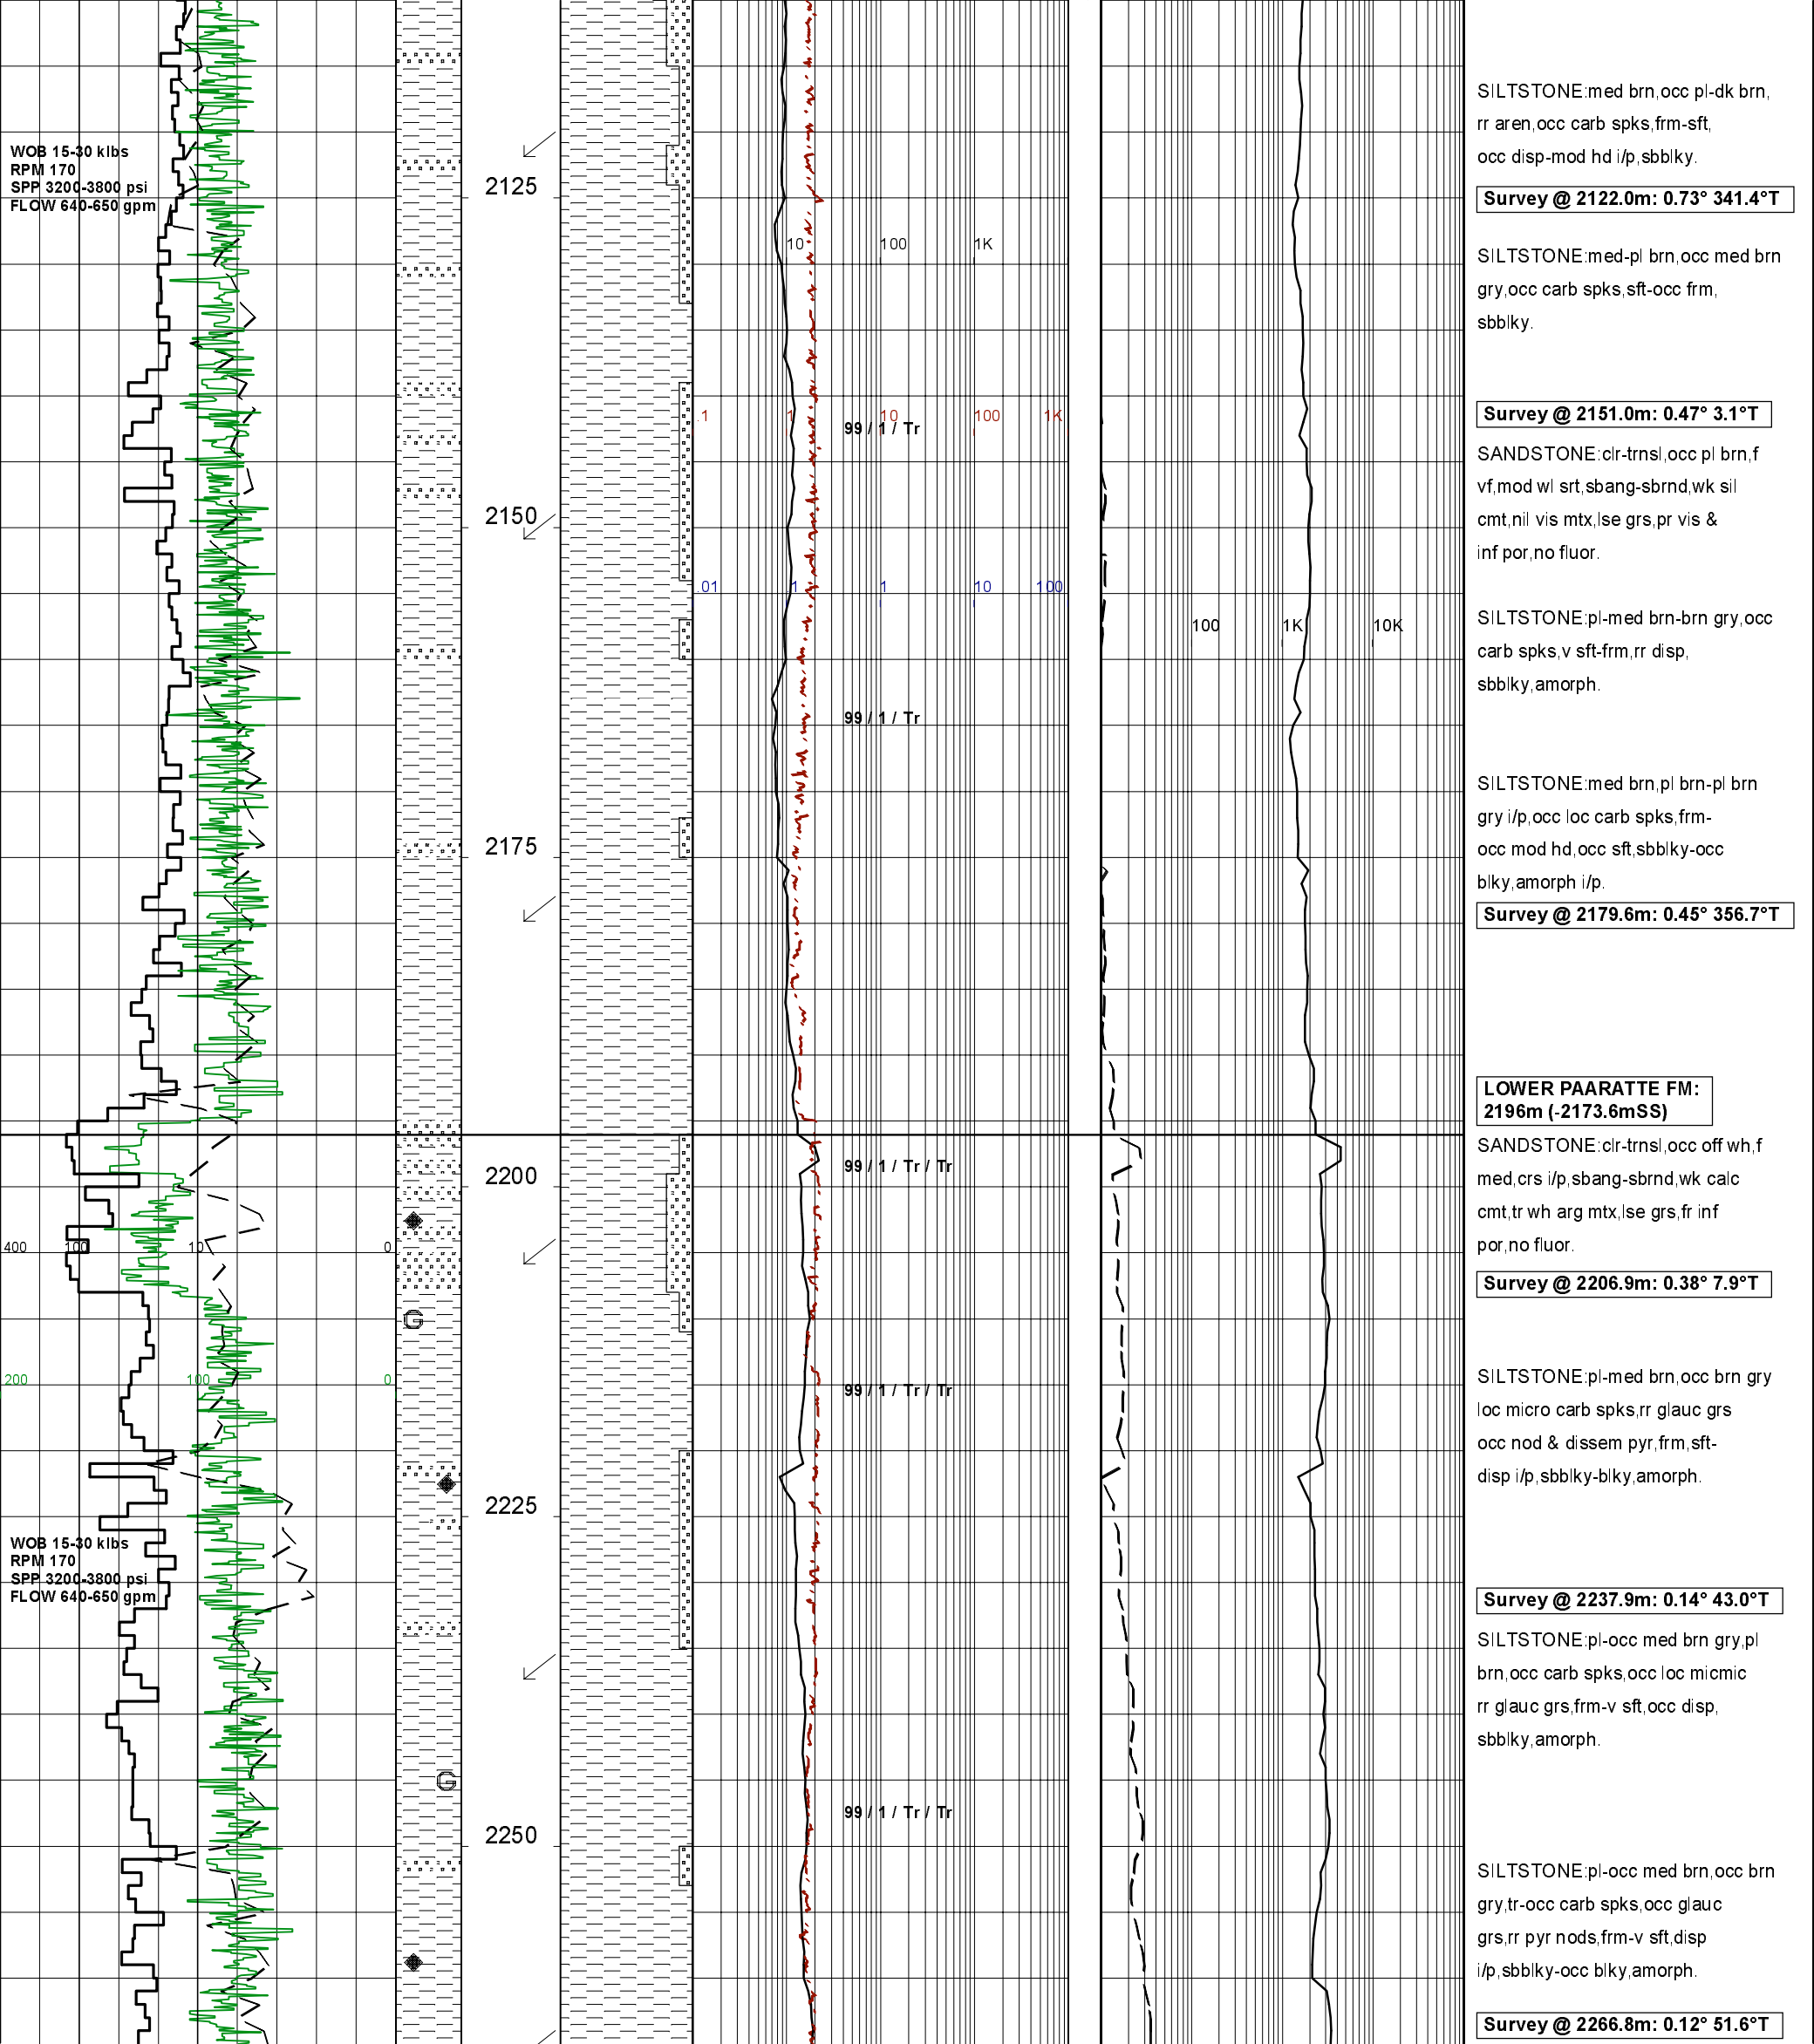 SILTSTONE:med brn,occ pl-dk brn,
rr aren,occ carb spks,frm-sft,
occ disp-mod hd i/p,sbblky.
WOB 15-30 klbs
RPM 170
SPP 3200-3800 psi
FLOW 640-650 gpm
2125
Survey @ 2122.0m: 0.73° 341.4°T
10 100 1K
SILTSTONE:med-pl brn,occ med brn
gry,occ carb spks,sft-occ frm,
sbblky.
.1 1 10 100 1K
99 / 1 / Tr
Survey @ 2151.0m: 0.47° 3.1°T
SANDSTONE:clr-trnsl,occ pl brn,f
vf,mod wl srt,sbang-sbrnd,wk sil
cmt,nil vis mtx,lse grs,pr vis &
inf por,no fluor.
2150
.01 .1 1 10 100
100 1K 10K
SILTSTONE:pl-med brn-brn gry,occ
carb spks,v sft-frm,rr disp,
sbblky,amorph.
99 / 1 / Tr
SILTSTONE:med brn,pl brn-pl brn
gry i/p,occ loc carb spks,frm-
occ mod hd,occ sft,sbblky-occ
blky,amorph i/p.
2175
Survey @ 2179.6m: 0.45° 356.7°T
LOWER PAARATTE FM:
2196m (-2173.6mSS)
SANDSTONE:clr-trnsl,occ off wh,f
med,crs i/p,sbang-sbrnd,wk calc
cmt,tr wh arg mtx,lse grs,fr inf
por,no fluor.
99 / 1 / Tr / Tr
2200
400 100 10 0
Survey @ 2206.9m: 0.38° 7.9°T
G
200 100 0
99 / 1 / Tr / Tr
SILTSTONE:pl-med brn,occ brn gry
loc micro carb spks,rr glauc grs
occ nod & dissem pyr,frm,sft-
disp i/p,sbblky-blky,amorph.
2225
WOB 15-30 klbs
RPM 170
SPP 3200-3800 psi
FLOW 640-650 gpm
Survey @ 2237.9m: 0.14° 43.0°T
SILTSTONE:pl-occ med brn gry,pl
brn,occ carb spks,occ loc micmic
rr glauc grs,frm-v sft,occ disp,
sbblky,amorph.
G
99 / 1 / Tr / Tr
2250
SILTSTONE:pl-occ med brn,occ brn
gry,tr-occ carb spks,occ glauc
grs,rr pyr nods,frm-v sft,disp
i/p,sbblky-occ blky,amorph.
Survey @ 2266.8m: 0.12° 51.6°T